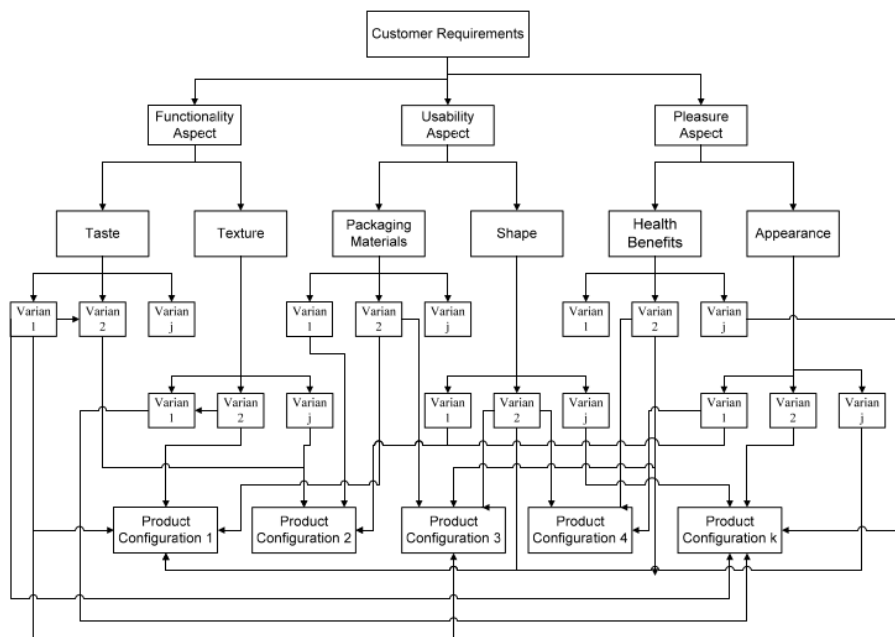 Customer Requirements
Functionality
Aspect
Usability
Aspect
Pleasure
Aspect
Taste
Texture
Packaging
Materials
Shape
Health
Benefits
Appearance
Varian
1
Varian
2
Varian
j
Varian
1
Varian
2
Varian
j
Varian
1
Varian
2
Varian
j
Varian
1
Varian
2
Varian
j
Varian
1
Varian
2
Varian
j
Varian
1
Varian
2
Varian
j
Product
Configuration 1
Product
Configuration 2
Product
Configuration 3
Product
Configuration 4
Product
Configuration k